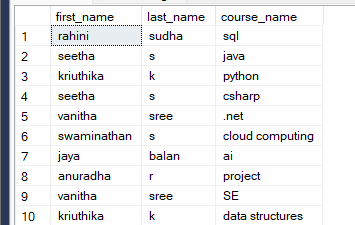 first_name last_name course_name
1 rahini sudha sql
2 seetha s java
3 kriuthika k python
4 seetha s csharp
5 vanitha sree .net
6 swaminathan s cloud computing
7 jaya balan ai
8 anuradha r project
9 vanitha sree SE
10 kriuthika k data structures